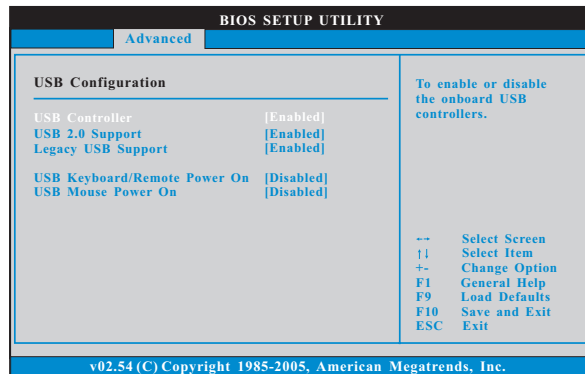 BIOS SETUP UTILITY
Advanced
USB Configuration
USB Controller [Enabled]
USB 2.0 Support [Enabled]
Legacy USB Support [Enabled]
USB Keyboard/Remote Power On [Disabled]
USB Mouse Power On [Disabled]
To enable or disable
the onboard USB
controllers.
←→ Select Screen
↑↓ Select Item
+- Change Option
F1 General Help
F9 Load Defaults
F10 Save and Exit
ESC Exit
v02.54 (C) Copyright 1985-2005, American Megatrends, Inc.